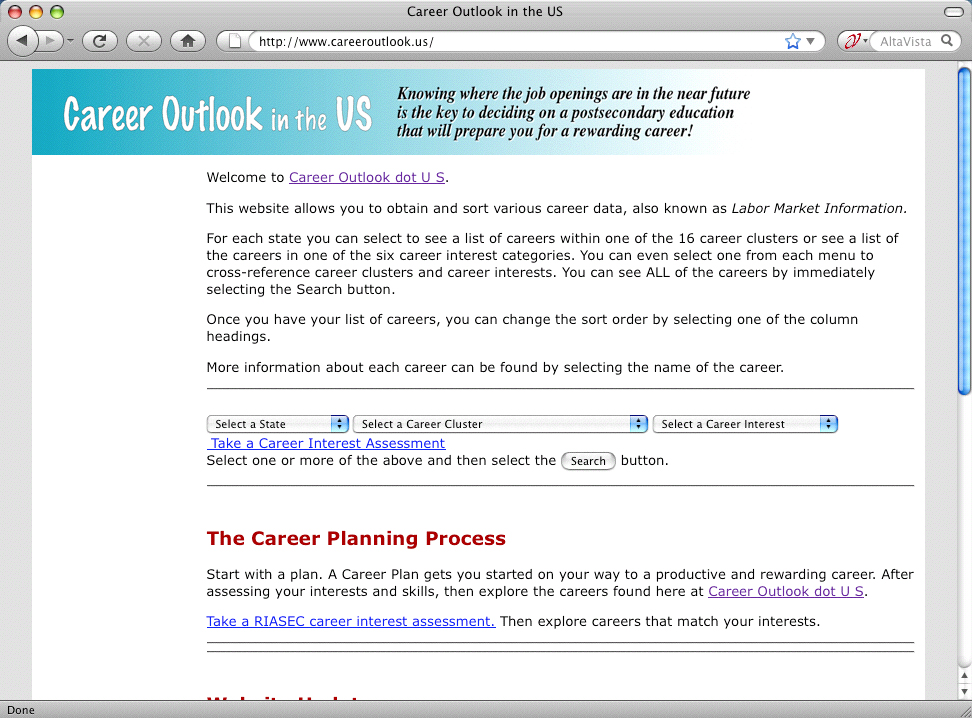 Career Outlook in the US
http://www.careeroutlook.us/
AltaVista
Career Outlook in the US
Knowing where the job openings are in the near future
is the key to deciding on a postsecondary education
that will prepare you for a rewarding career!
Welcome to Career Outlook dot U S.
This website allows you to obtain and sort various career data, also known as Labor Market Information.
For each state you can select to see a list of careers within one of the 16 career clusters or see a list of
the careers in one of the six career interest categories. You can even select one from each menu to
cross-reference career clusters and career interests. You can see ALL of the careers by immediately
selecting the Search button.
Once you have your list of careers, you can change the sort order by selecting one of the column
headings.
More information about each career can be found by selecting the name of the career.
Select a State Select a Career Cluster Select a Career Interest
Take a Career Interest Assessment
Select one or more of the above and then select the Search button.
The Career Planning Process
Start with a plan. A Career Plan gets you started on your way to a productive and rewarding career. After
assessing your interests and skills, then explore the careers found here at Career Outlook dot U S.
Take a RIASEC career interest assessment. Then explore careers that match your interests.
Done